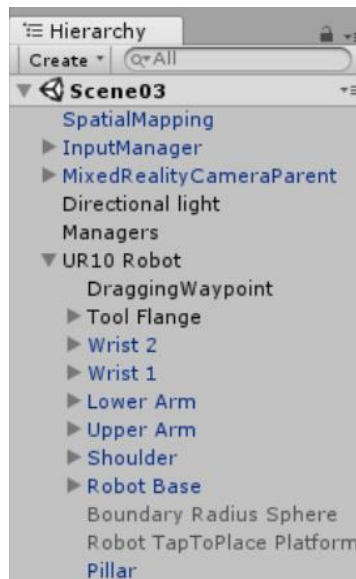 Hierarchy
Create All
Scene03
SpatialMapping
InputManager
MixedRealityCameraParent
Directional light
Managers
UR10 Robot
DraggingWaypoint
Tool Flange
Wrist 2
Wrist 1
Lower Arm
Upper Arm
Shoulder
Robot Base
Boundary Radius Sphere
Robot TapToPlace Platform
Pillar